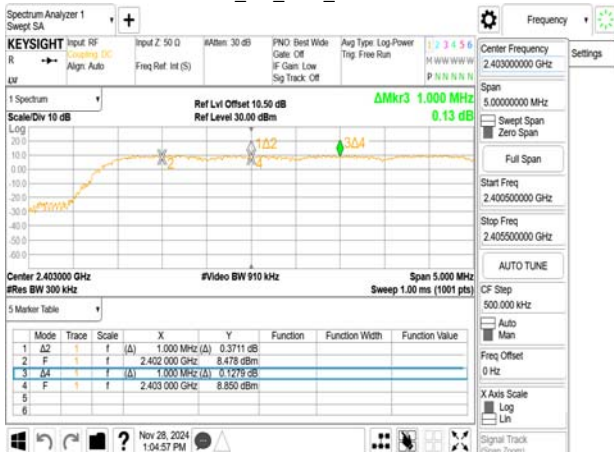 Spectrum Analyzer 1
Swept SA
Frequency
KEYSIGHT Input: RF Input Z: 50 Ω #Atten: 30 dB PNO: Best Wide Avg Type: Log-Power 1 2 3 4 5 6
R Coupling: DC Gate: Off Trig: Free Run M W W W W W
Align: Auto Freq Ref: Int (S) IF Gain: Low
Sig Track: Off P N N N N N
1 Spectrum
Ref Lvl Offset 10.50 dB ΔMkr3 1.000 MHz
Scale/Div 10 dB Ref Level 30.00 dBm 0.13 dB
Log
20.0
10.0
0.00
-10.0
-20.0
-30.0
-40.0
-50.0
-60.0
2
1Δ2
4
3Δ4
Center 2.403000 GHz #Video BW 910 kHz Span 5.000 MHz
#Res BW 300 kHz Sweep 1.00 ms (1001 pts)
5 Marker Table
Mode Trace Scale X Y Function Function Width Function Value
1 Δ2 1 f (Δ) 1.000 MHz (Δ) 0.3711 dB
2 F 1 f 2.402 000 GHz 8.478 dBm
3 Δ4 1 f (Δ) 1.000 MHz (Δ) 0.1279 dB
4 F 1 f 2.403 000 GHz 8.850 dBm
5
6
Nov 28, 2024
1:04:57 PM
?
Center Frequency
2.403000000 GHz
Settings
Span
5.00000000 MHz
Swept Span
Zero Span
Full Span
Start Freq
2.400500000 GHz
Stop Freq
2.405500000 GHz
AUTO TUNE
CF Step
500.000 kHz
Auto
Man
Freq Offset
0 Hz
X Axis Scale
Log
Lin
Signal Track
(Span Zoom)